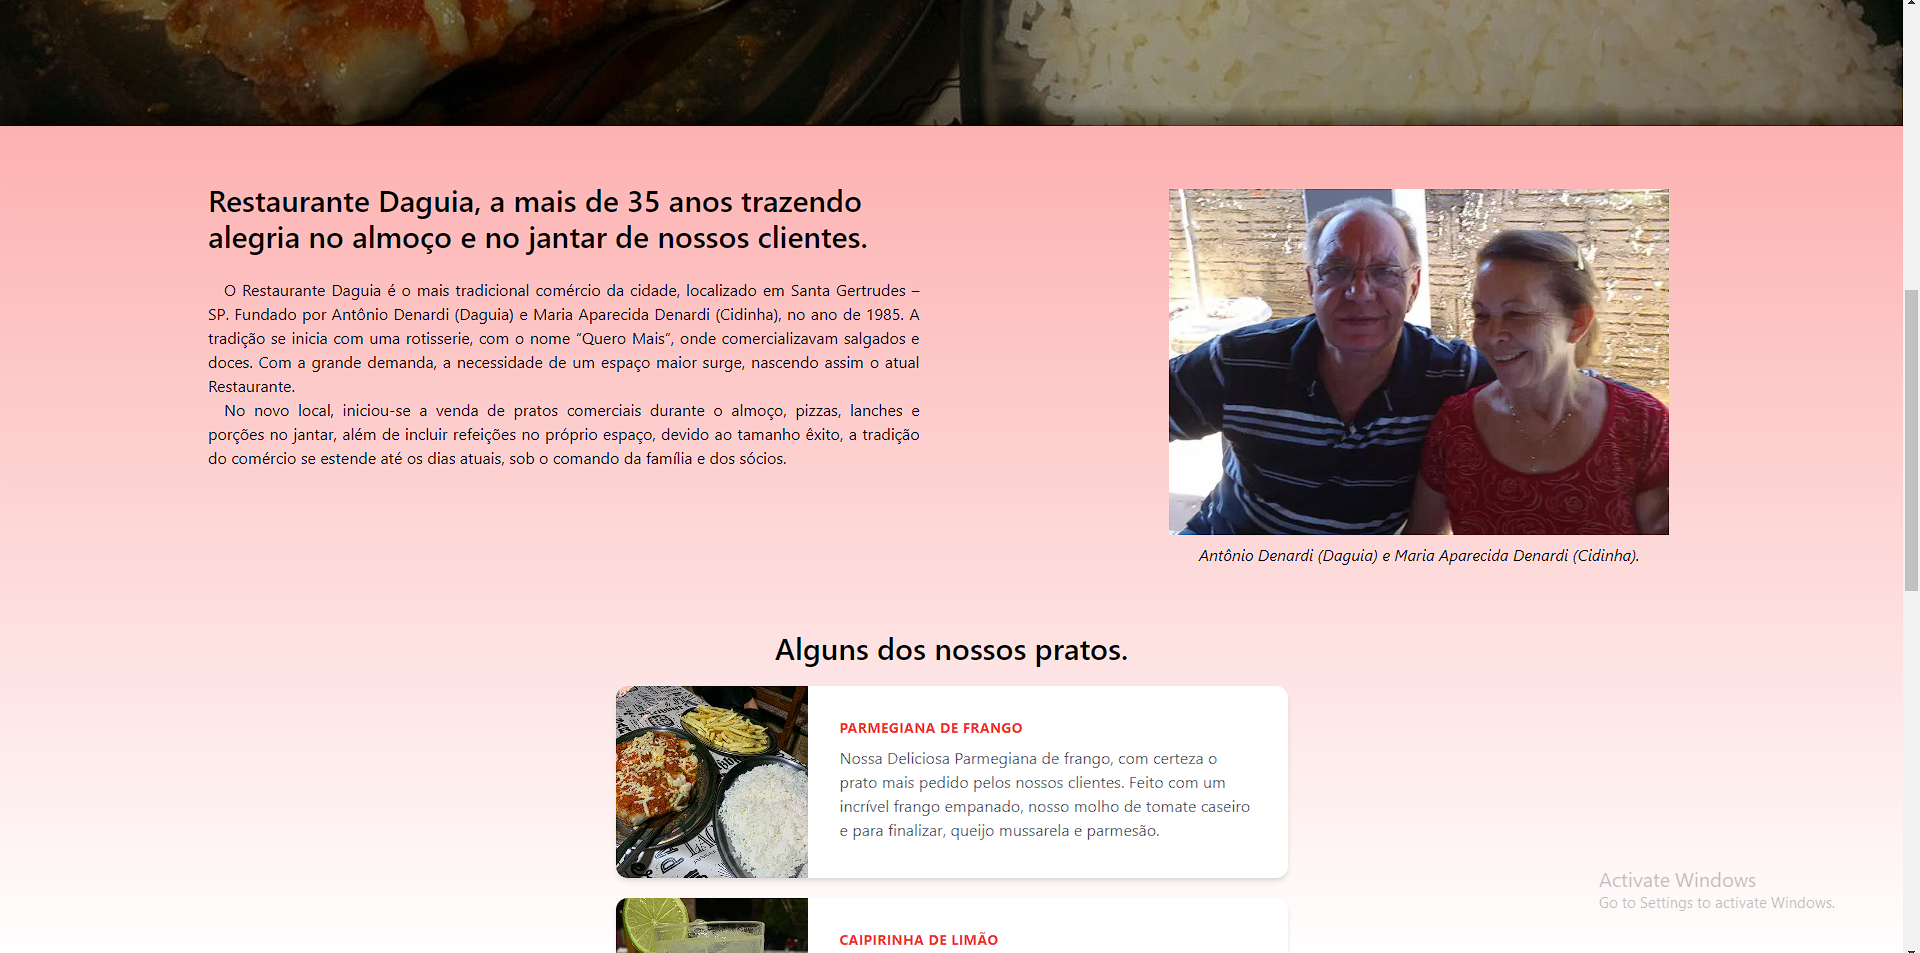 Restaurante Daguia, a mais de 35 anos trazendo
alegria no almoço e no jantar de nossos clientes.
O Restaurante Daguia é o mais tradicional comércio da cidade, localizado em Santa Gertrudes –
SP. Fundado por Antônio Denardi (Daguia) e Maria Aparecida Denardi (Cidinha), no ano de 1985. A
tradição se inicia com uma rotisserie, com o nome “Quero Mais”, onde comercializavam salgados e
doces. Com a grande demanda, a necessidade de um espaço maior surge, nascendo assim o atual
Restaurante.
No novo local, iniciou-se a venda de pratos comerciais durante o almoço, pizzas, lanches e
porções no jantar, além de incluir refeições no próprio espaço, devido ao tamanho êxito, a tradição
do comércio se estende até os dias atuais, sob o comando da família e dos sócios.
Antônio Denardi (Daguia) e Maria Aparecida Denardi (Cidinha).
Alguns dos nossos pratos.
PARMEGIANA DE FRANGO
Nossa Deliciosa Parmegiana de frango, com certeza o
prato mais pedido pelos nossos clientes. Feito com um
incrível frango empanado, nosso molho de tomate caseiro
e para finalizar, queijo mussarela e parmesão.
CAIPIRINHA DE LIMÃO
Activate Windows
Go to Settings to activate Windows.